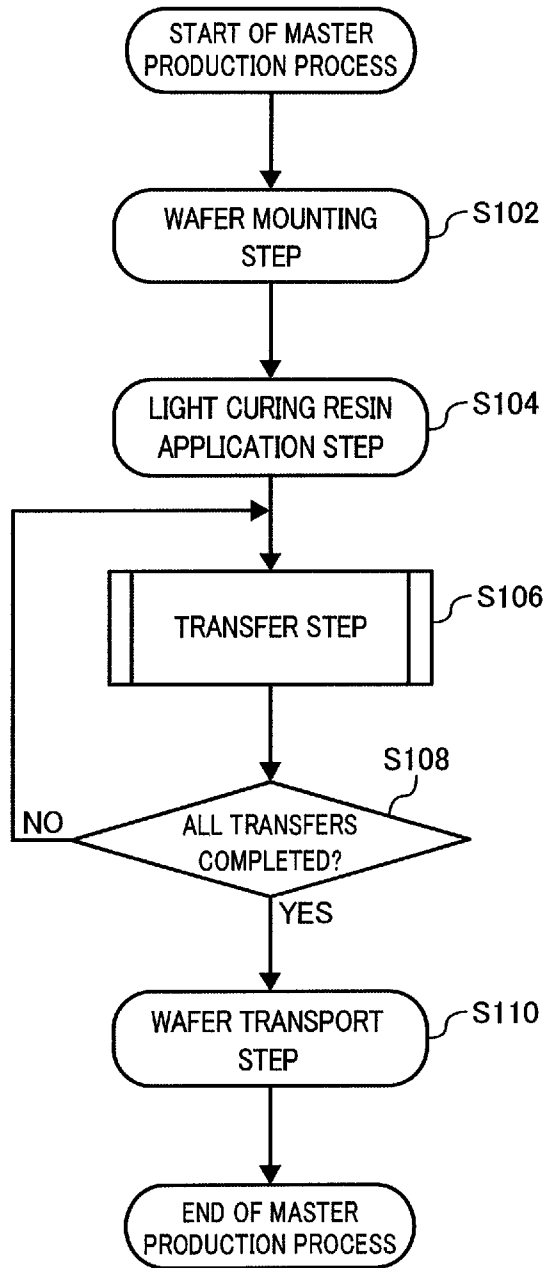 START OF MASTER
PRODUCTION PROCESS
WAFER MOUNTING
STEP
S102
LIGHT CURING RESIN
APPLICATION STEP
S104
TRANSFER STEP
S106
S108
ALL TRANSFERS
COMPLETED?
NO
YES
WAFER TRANSPORT
STEP
S110
END OF MASTER
PRODUCTION PROCESS